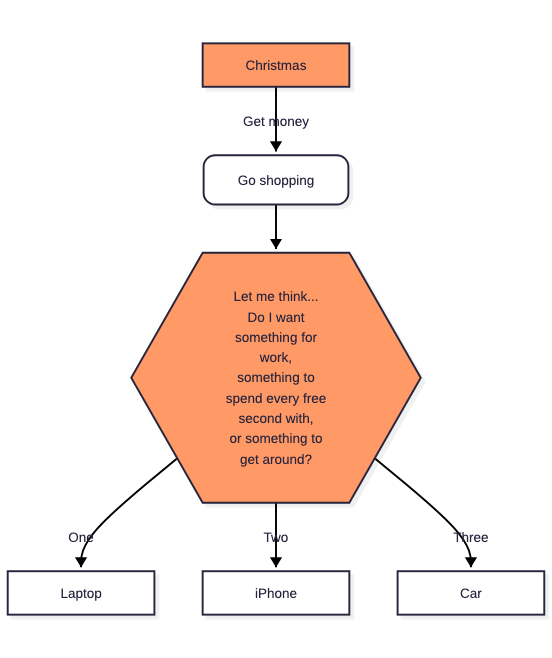 Christmas
Get money
Go shopping
Let me think...
Do I want
something for
work,
something to
spend every free
second with,
or something to
get around?
One
Two
Three
Laptop
iPhone
Car